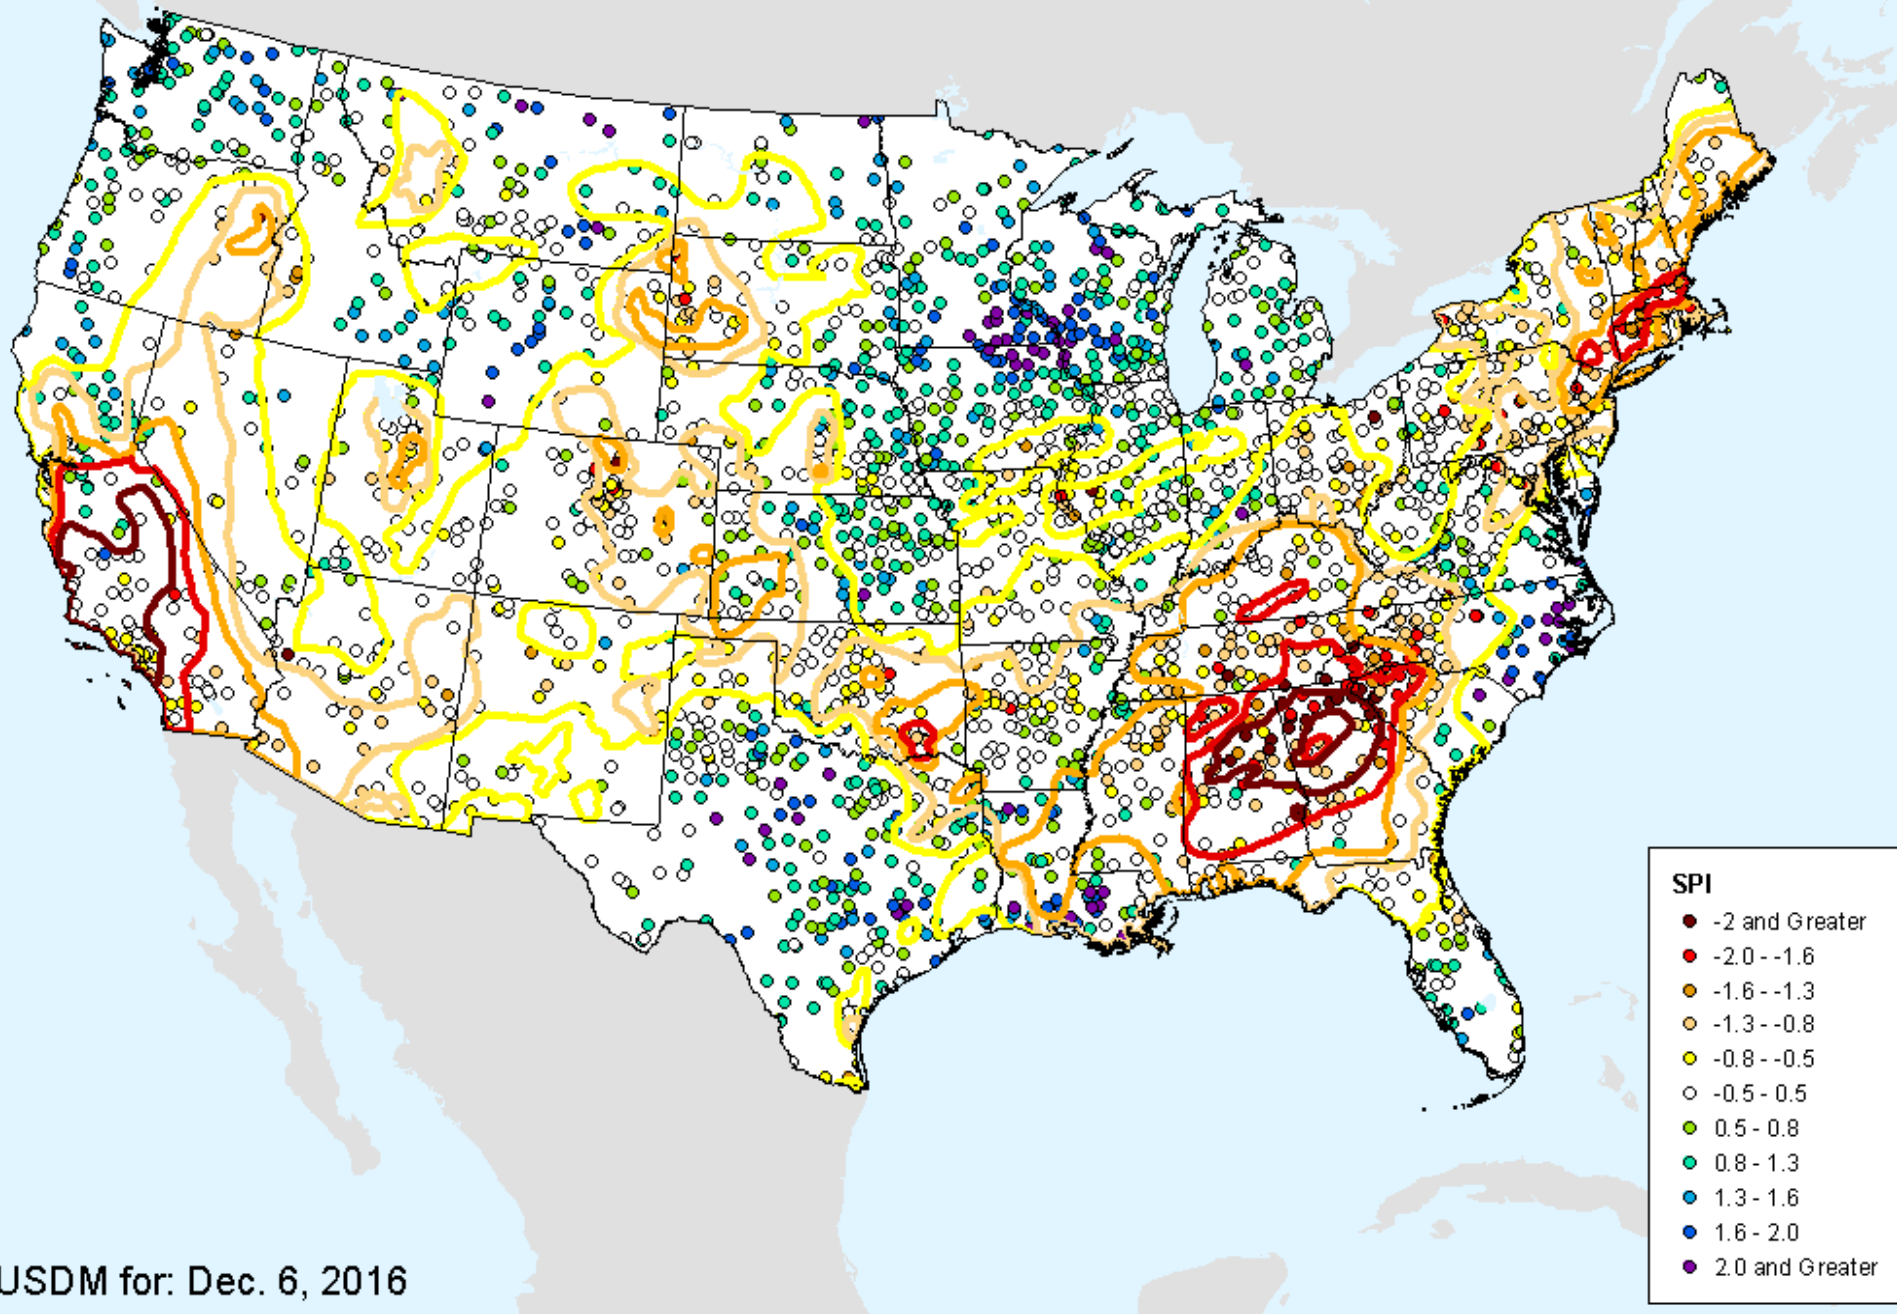 SPI
-2 and Greater
-2.0 - -1.6
-1.6 - -1.3
-1.3 - -0.8
-0.8 - -0.5
-0.5 - 0.5
0.5 - 0.8
0.8 - 1.3
1.3 - 1.6
1.6 - 2.0
2.0 and Greater
USDM for: Dec. 6, 2016